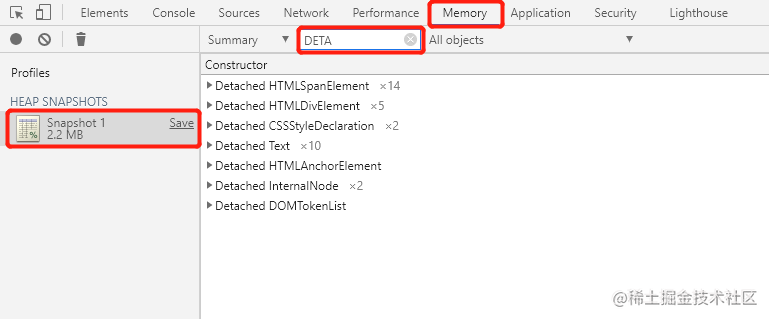 Elements Console Sources Network Performance Memory Application Security Lighthouse
Summary ▼ DETA All objects ▼
Profiles
Constructor
HEAP SNAPSHOTS
Snapshot 1 Save
2.2 MB
Detached HTMLSpanElement ×14
Detached HTMLDivElement ×5
Detached CSSStyleDeclaration ×2
Detached Text ×10
Detached HTMLAnchorElement
Detached InternalNode ×2
Detached DOMTokenList
@稀土掘金技术社区